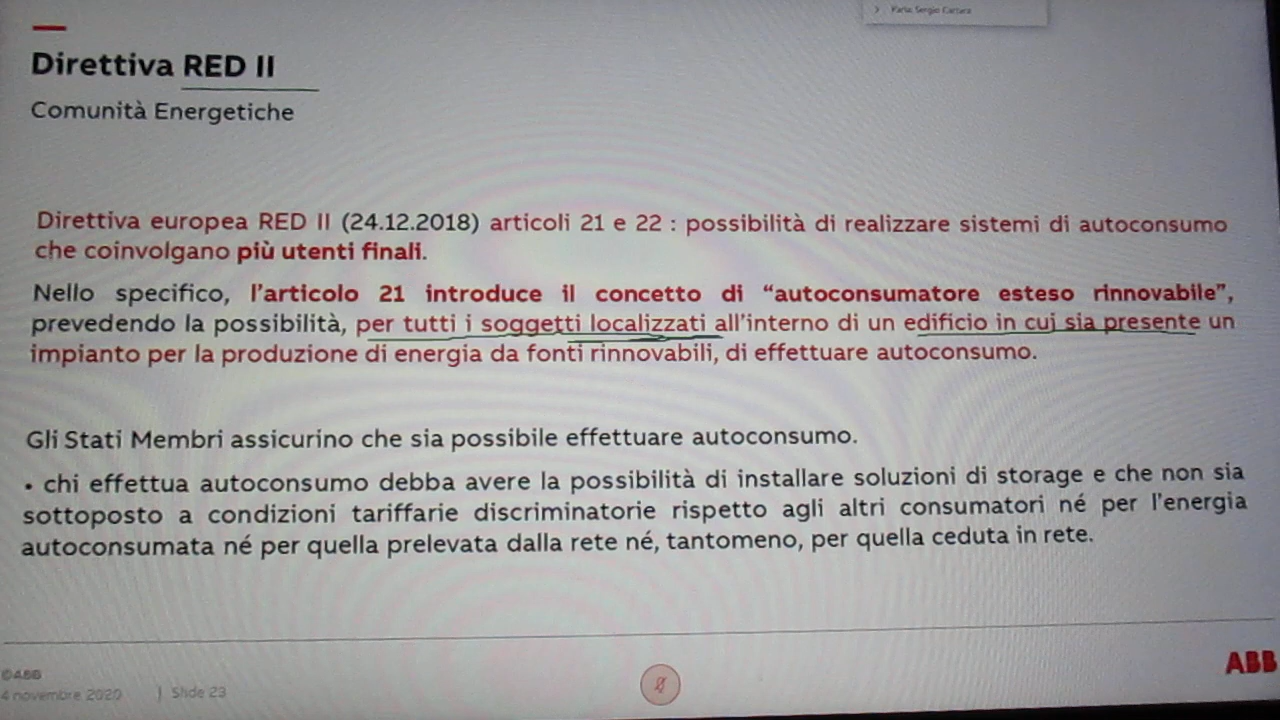 Parla: Sergio Carrara
Direttiva RED II
Comunità Energetiche
Direttiva europea RED II (24.12.2018) articoli 21 e 22 : possibilità di realizzare sistemi di autoconsumo
che coinvolgano più utenti finali.
Nello specifico, l'articolo 21 introduce il concetto di “autoconsumatore esteso rinnovabile”,
prevedendo la possibilità, per tutti i soggetti localizzati all'interno di un edificio in cui sia presente un
impianto per la produzione di energia da fonti rinnovabili, di effettuare autoconsumo.
Gli Stati Membri assicurino che sia possibile effettuare autoconsumo.
• chi effettua autoconsumo debba avere la possibilità di installare soluzioni di storage e che non sia
sottoposto a condizioni tariffarie discriminatorie rispetto agli altri consumatori né per l'energia
autoconsumata né per quella prelevata dalla rete né, tantomeno, per quella ceduta in rete.
©ABB
4 novembre 2020 | Slide 23
ABB